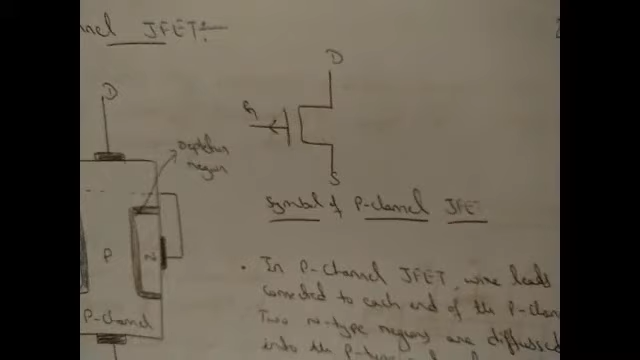 nnel JFET:-
D
G
S
Depletion
region
Symbol of P-channel JFET
D
P
N
P-channel
• In P-channel JFET, wire leads
connected to each end of the P-chan
Two n-type regions are diffussed
into the P-type